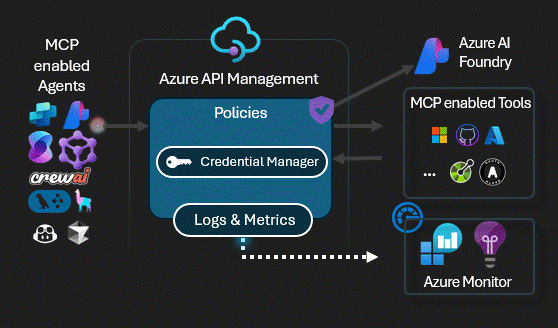 MCP
enabled
Agents
crewai
Azure API Management
Policies
Credential Manager
Logs & Metrics
Azure AI
Foundry
MCP enabled Tools
...
A
Azure Monitor